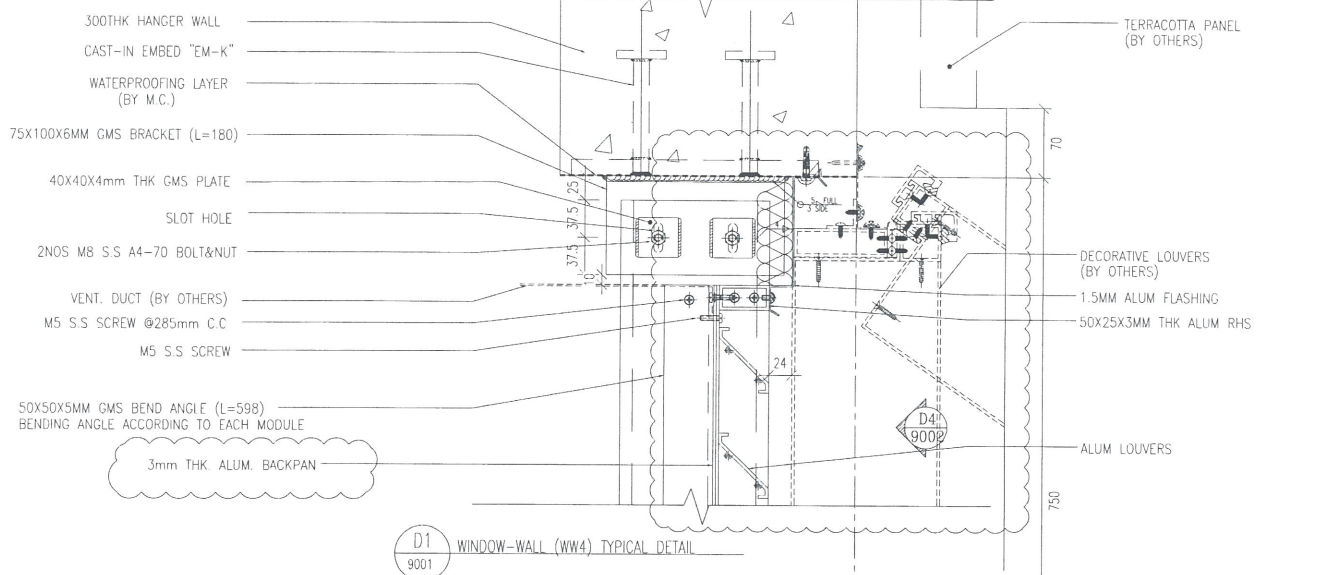 300THK HANGER WALL
CAST-IN EMBED "EM-K"
WATERPROOFING LAYER
(BY M.C.)
75X100X6MM GMS BRACKET (L=180)
40X40X4mm THK GMS PLATE
SLOT HOLE
2NOS M8 S.S A4-70 BOLT&NUT
VENT. DUCT (BY OTHERS)
M5 S.S SCREW @285mm C.C
M5 S.S SCREW
50X50X5MM GMS BEND ANGLE (L=598)
BENDING ANGLE ACCORDING TO EACH MODULE
3mm THK. ALUM. BACKPAN
25
37.5
37.5
10
FULL
3 SIDE
24
TERRACOTTA PANEL
(BY OTHERS)
70
DECORATIVE LOUVERS
(BY OTHERS)
1.5MM ALUM FLASHING
50X25X3MM THK ALUM RHS
D4
9002
ALUM LOUVERS
750
D1
9001
WINDOW-WALL (WW4) TYPICAL DETAIL